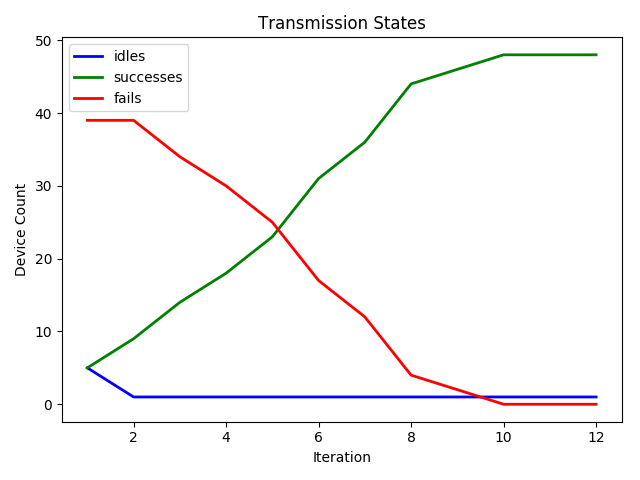 Transmission States
idles
successes
fails
Device Count
50
40
30
20
10
0
2 4 6 8 10 12
Iteration